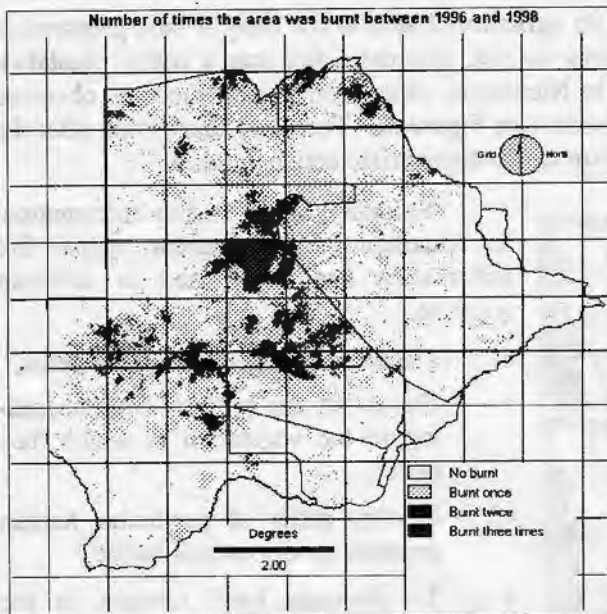 Number of times the area was burnt between 1996 and 1998
Grid North
No burnt
Burnt once
Burnt twice
Burnt three times
Degrees
2.00